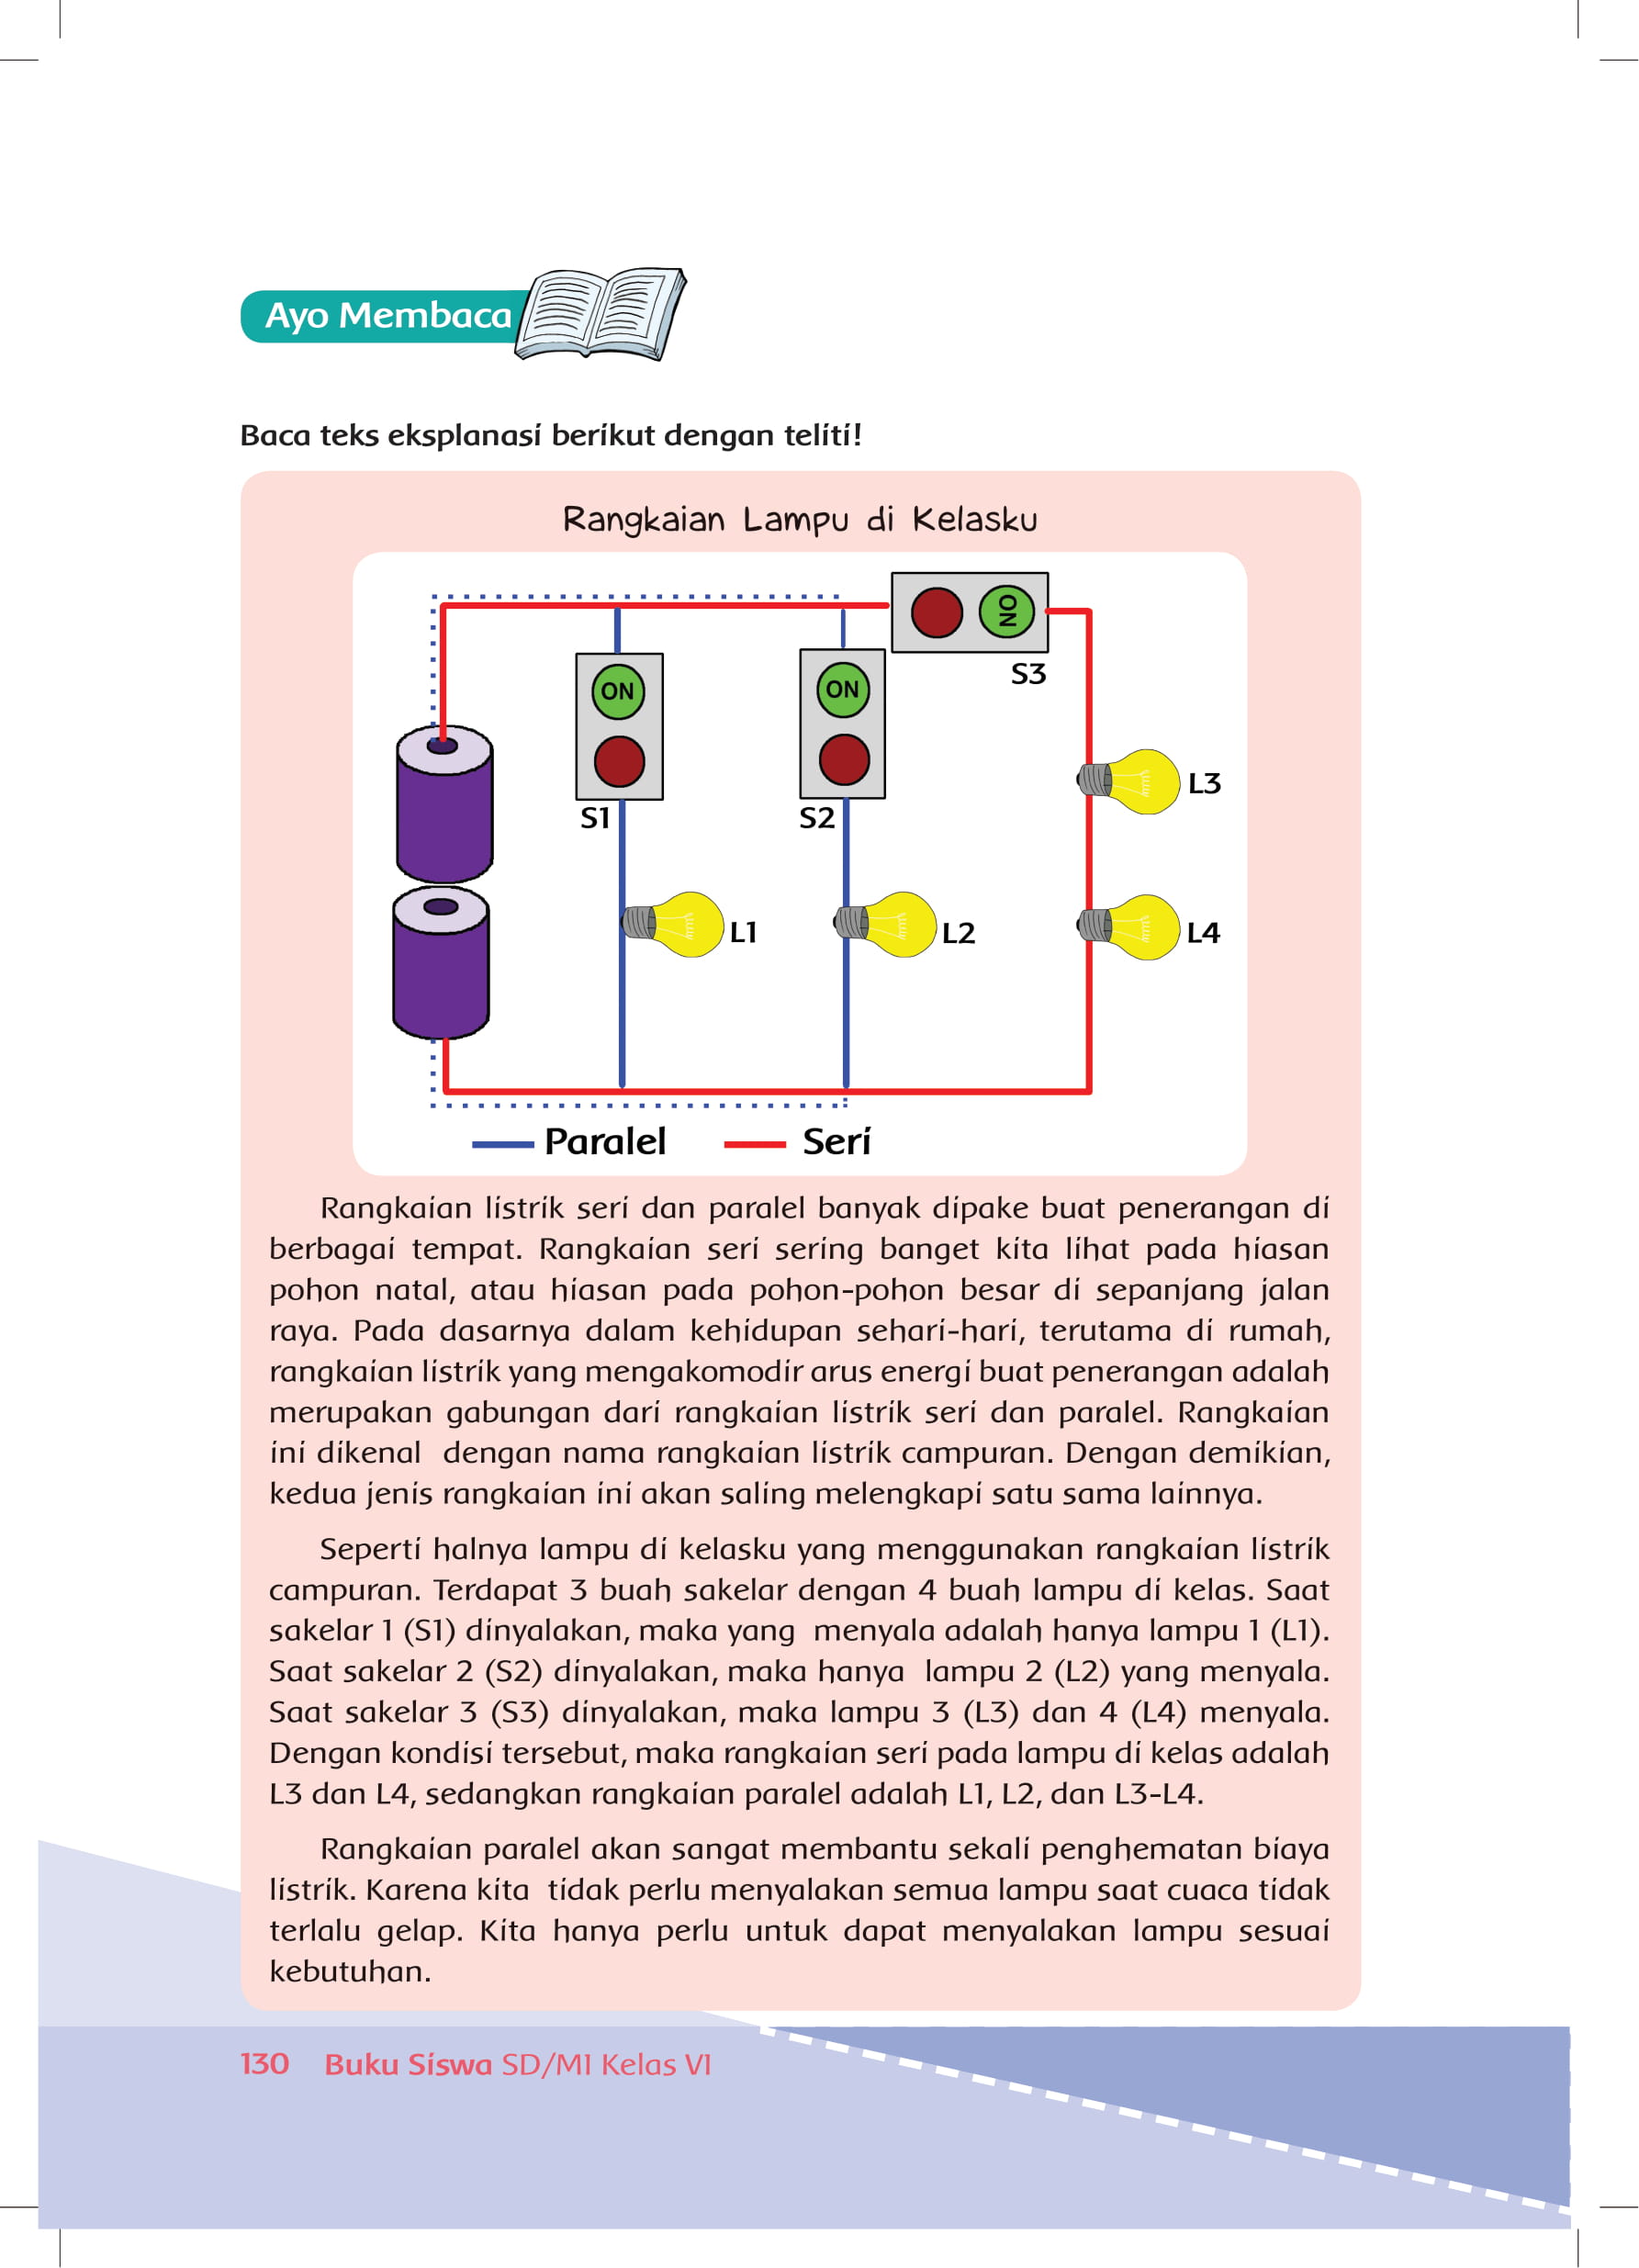 Ayo Membaca
Baca teks eksplanasi berikut dengan teliti!
Rangkaian Lampu di Kelasku
ON
S3
ON
ON
S1
S2
L3
L1
L2
L4
Paralel
Seri
Rangkaian listrik seri dan paralel banyak dipake buat penerangan di
berbagai tempat. Rangkaian seri sering banget kita lihat pada hiasan
pohon natal, atau hiasan pada pohon-pohon besar di sepanjang jalan
raya. Pada dasarnya dalam kehidupan sehari-hari, terutama di rumah,
rangkaian listrik yang mengakomodir arus energi buat penerangan adalah
merupakan gabungan dari rangkaian listrik seri dan paralel. Rangkaian
ini dikenal dengan nama rangkaian listrik campuran. Dengan demikian,
kedua jenis rangkaian ini akan saling melengkapi satu sama lainnya.
Seperti halnya lampu di kelasku yang menggunakan rangkaian listrik
campuran. Terdapat 3 buah sakelar dengan 4 buah lampu di kelas. Saat
sakelar 1 (S1) dinyalakan, maka yang menyala adalah hanya lampu 1 (L1).
Saat sakelar 2 (S2) dinyalakan, maka hanya lampu 2 (L2) yang menyala.
Saat sakelar 3 (S3) dinyalakan, maka lampu 3 (L3) dan 4 (L4) menyala.
Dengan kondisi tersebut, maka rangkaian seri pada lampu di kelas adalah
L3 dan L4, sedangkan rangkaian paralel adalah L1, L2, dan L3-L4.
Rangkaian paralel akan sangat membantu sekali penghematan biaya
listrik. Karena kita tidak perlu menyalakan semua lampu saat cuaca tidak
terlalu gelap. Kita hanya perlu untuk dapat menyalakan lampu sesuai
kebutuhan.
130 Buku Siswa SD/MI Kelas VI